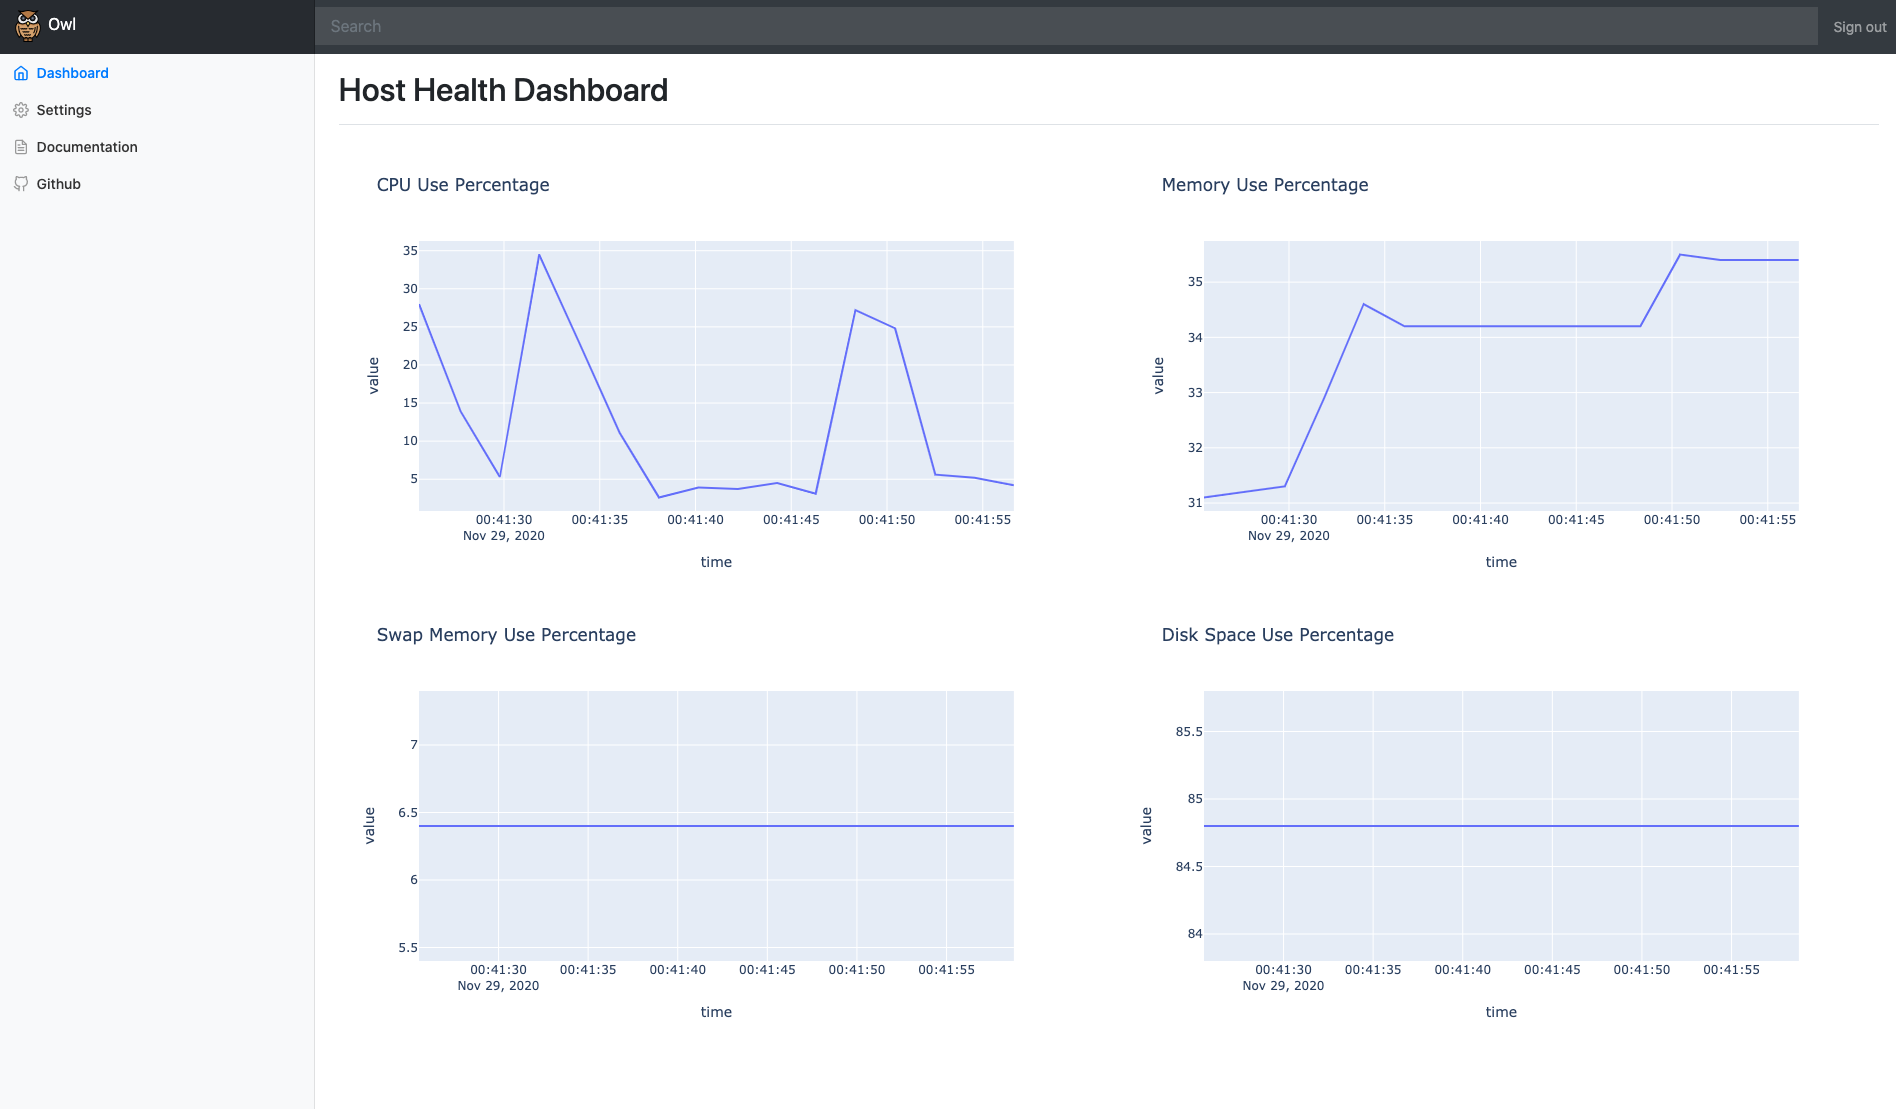 Owl
Search
Sign out
Dashboard
Settings
Documentation
Github
Host Health Dashboard
CPU Use Percentage
35
30
25
20
15
10
5
value
00:41:30 00:41:35 00:41:40 00:41:45 00:41:50 00:41:55
Nov 29, 2020
time
Memory Use Percentage
35
34
33
32
31
value
00:41:30 00:41:35 00:41:40 00:41:45 00:41:50 00:41:55
Nov 29, 2020
time
Swap Memory Use Percentage
7
6.5
6
5.5
value
00:41:30 00:41:35 00:41:40 00:41:45 00:41:50 00:41:55
Nov 29, 2020
time
Disk Space Use Percentage
85.5
85
84.5
84
value
00:41:30 00:41:35 00:41:40 00:41:45 00:41:50 00:41:55
Nov 29, 2020
time